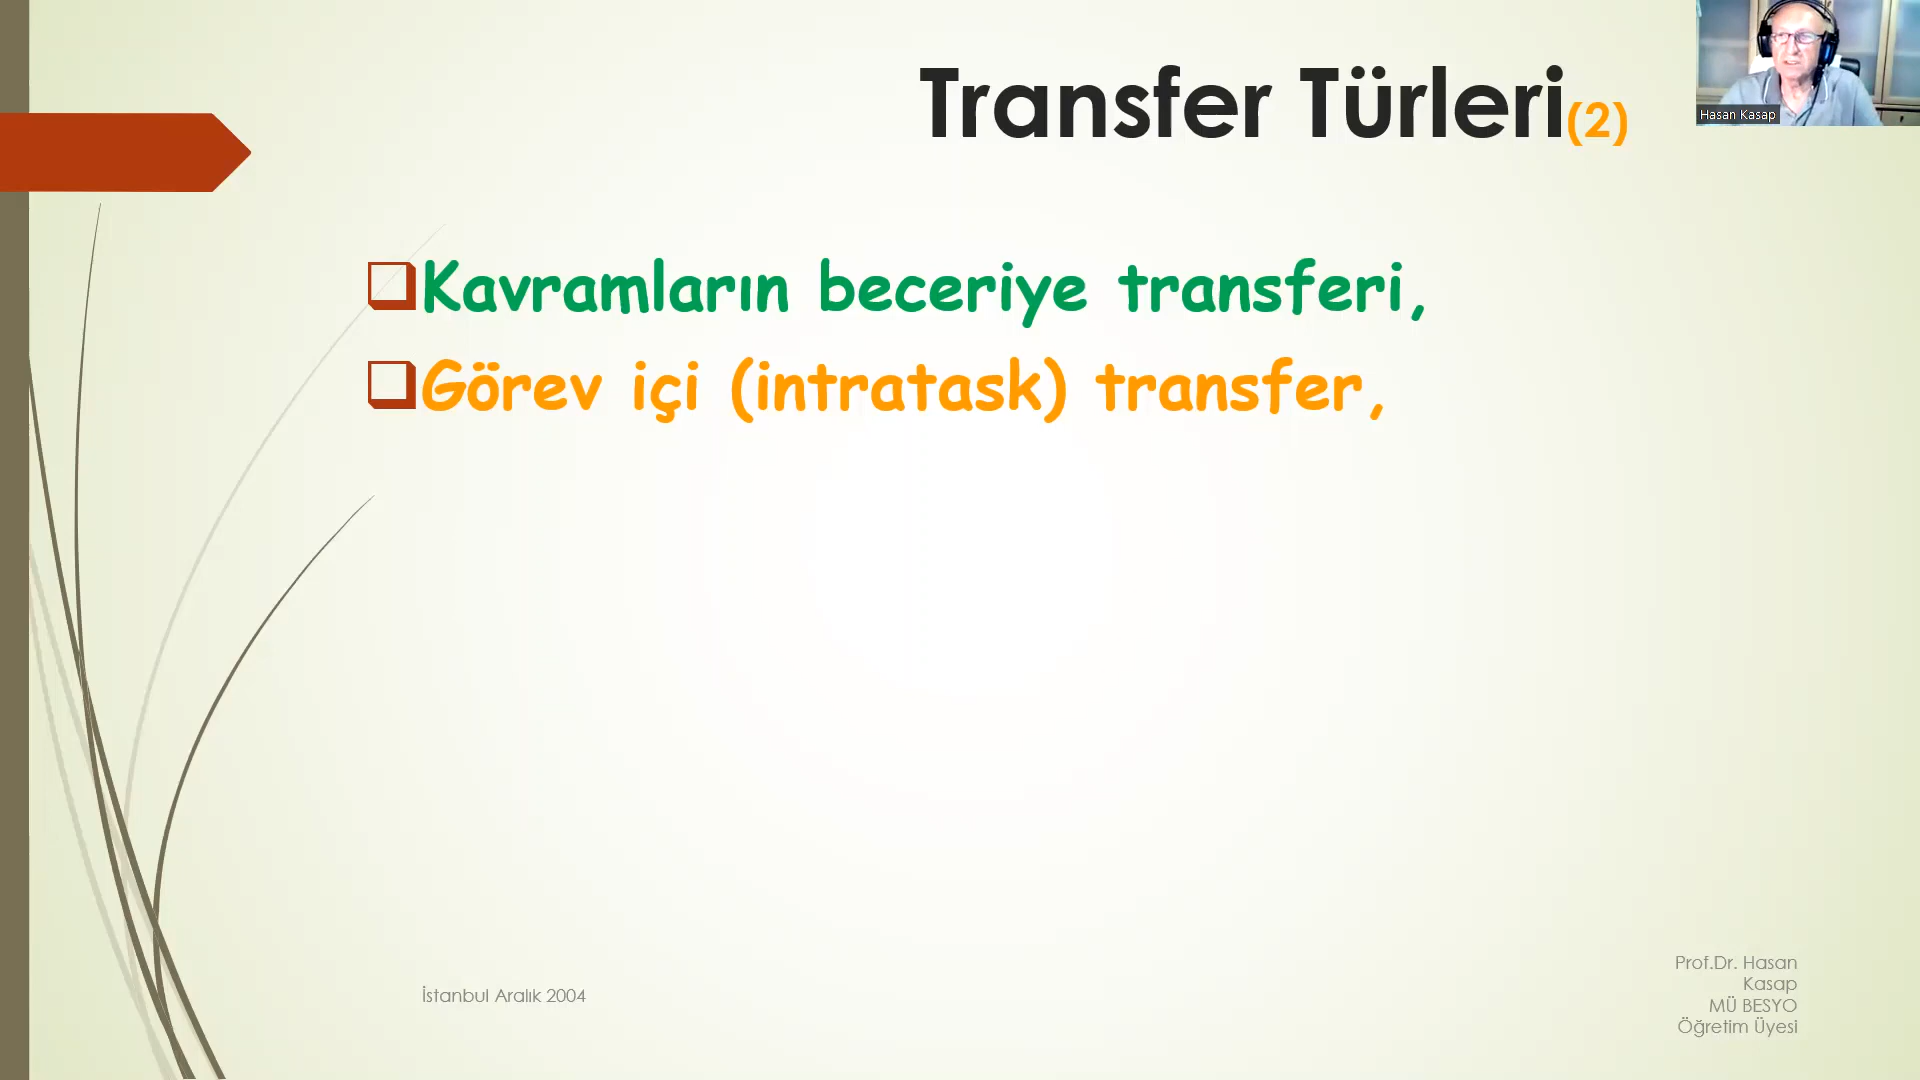 Transfer Türleri(2)
Hasan Kasap
Kavramların beceriye transferi,
Görev içi (intratask) transfer,
İstanbul Aralık 2004
Prof.Dr. Hasan
Kasap
MÜ BESYO
Öğretim Üyesi